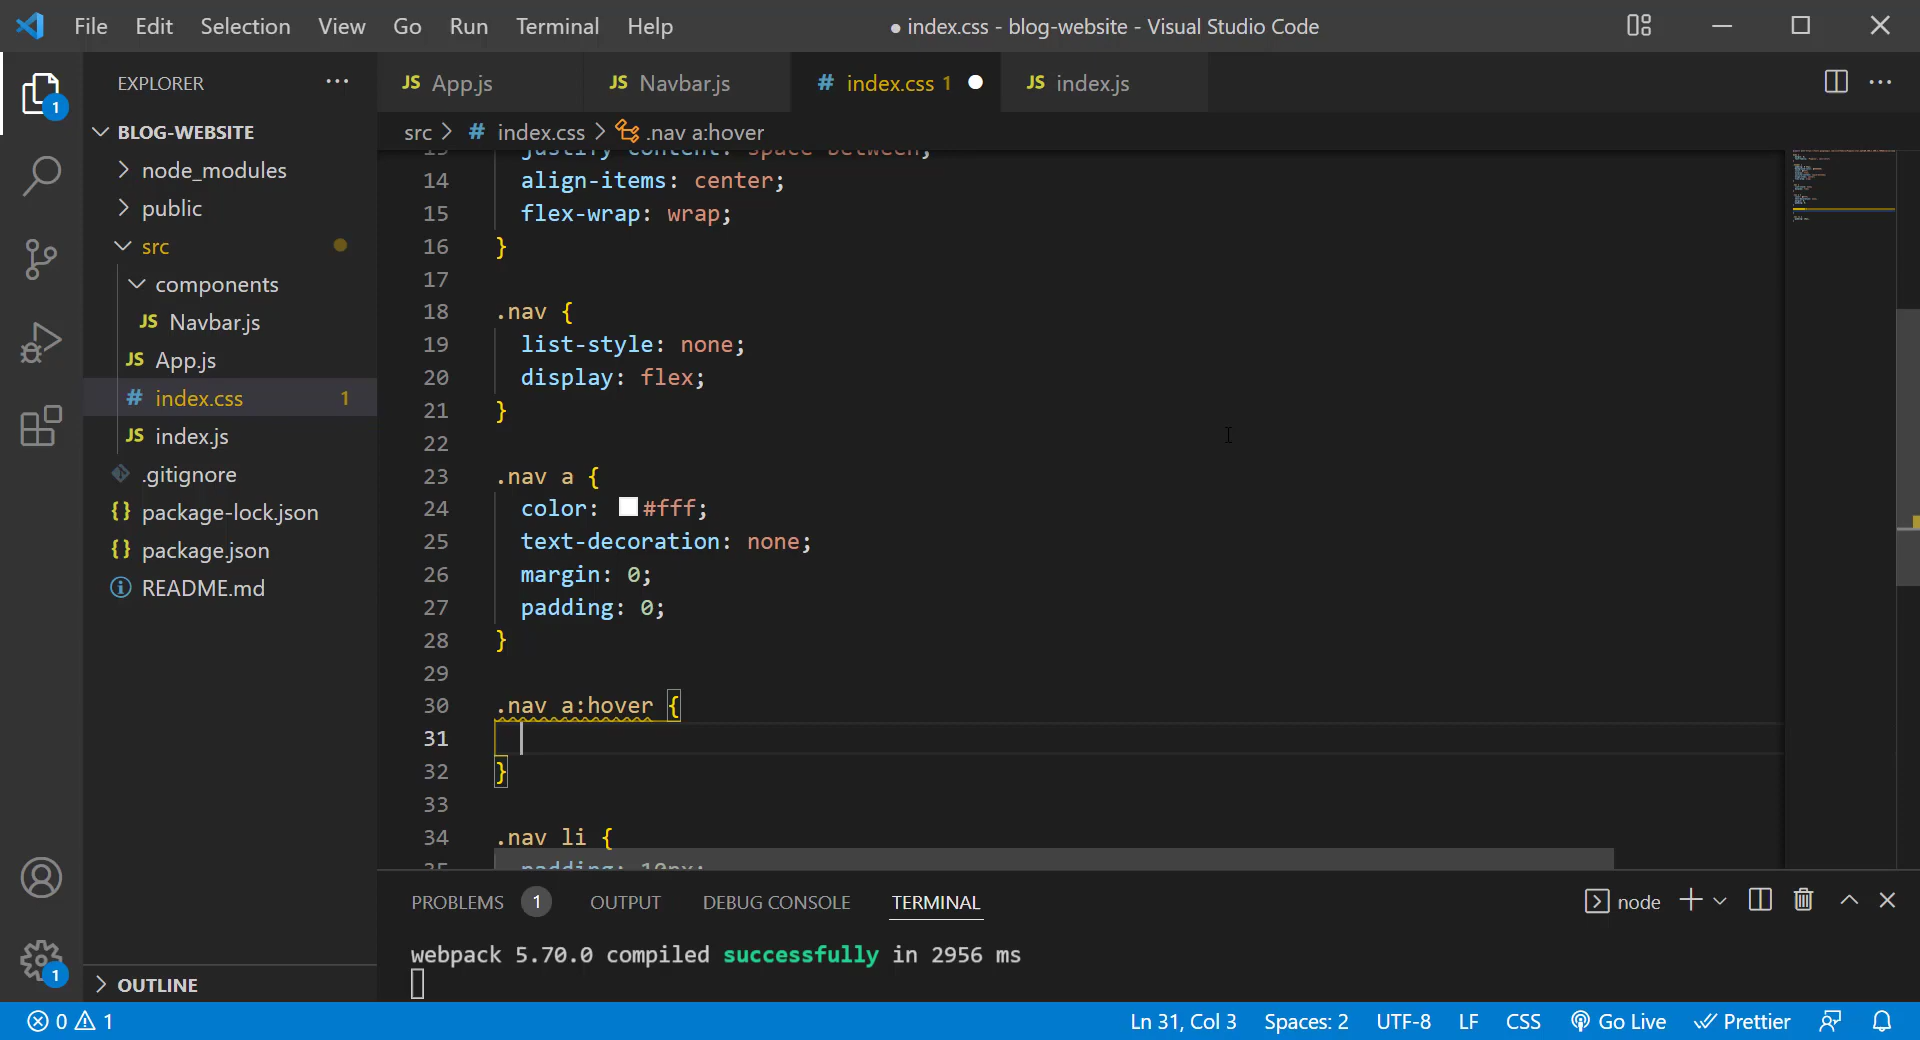 File Edit Selection View Go Run Terminal Help ● index.css - blog-website - Visual Studio Code
EXPLORER ···
JS App.js JS Navbar.js # index.css 1 JS index.js ···
BLOG-WEBSITE
src > # index.css > .nav a:hover
node_modules
public
src
components
JS Navbar.js
JS App.js
# index.css 1
JS index.js
.gitignore
{} package-lock.json
{} package.json
README.md
OUTLINE
1
1
justify-content: space-between;
14 align-items: center;
15 flex-wrap: wrap;
16 }
17
18 .nav {
19 list-style: none;
20 display: flex;
21 }
22
23 .nav a {
24 color: #fff;
25 text-decoration: none;
26 margin: 0;
27 padding: 0;
28 }
29
30 .nav a:hover {
31
32 }
33
34 .nav li {
35 padding: 10px;
PROBLEMS 1 OUTPUT DEBUG CONSOLE TERMINAL node
webpack 5.70.0 compiled successfully in 2956 ms
0 1 Ln 31, Col 3 Spaces: 2 UTF-8 LF CSS Go Live Prettier